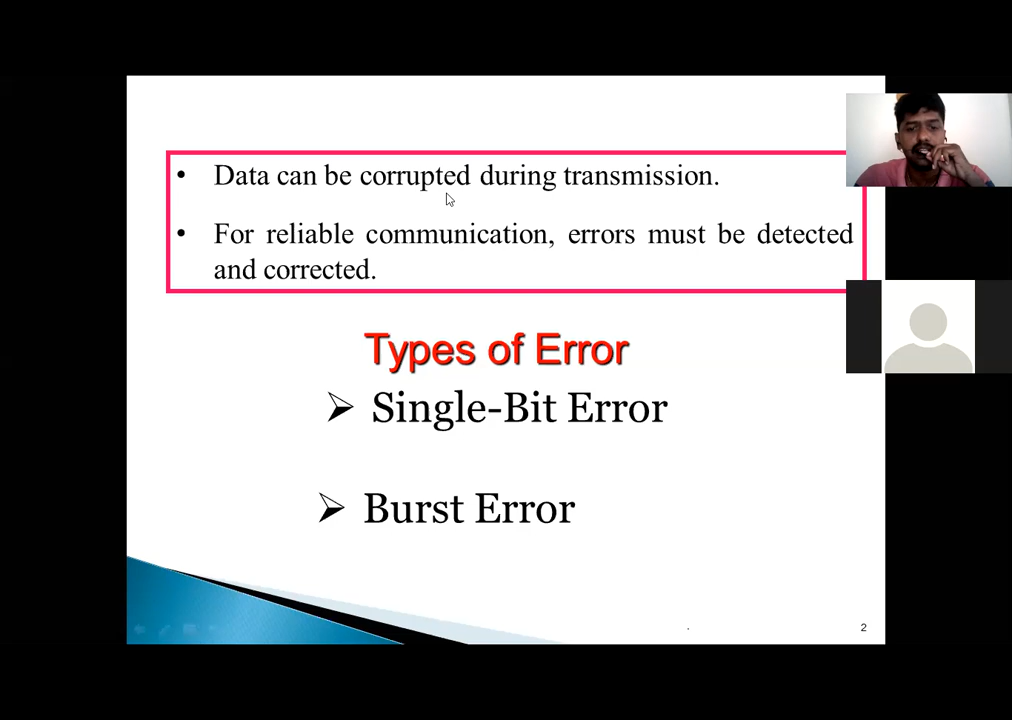 • Data can be corrupted during transmission.
• For reliable communication, errors must be detected
and corrected.
Types of Error
➢ Single-Bit Error
➢ Burst Error
2